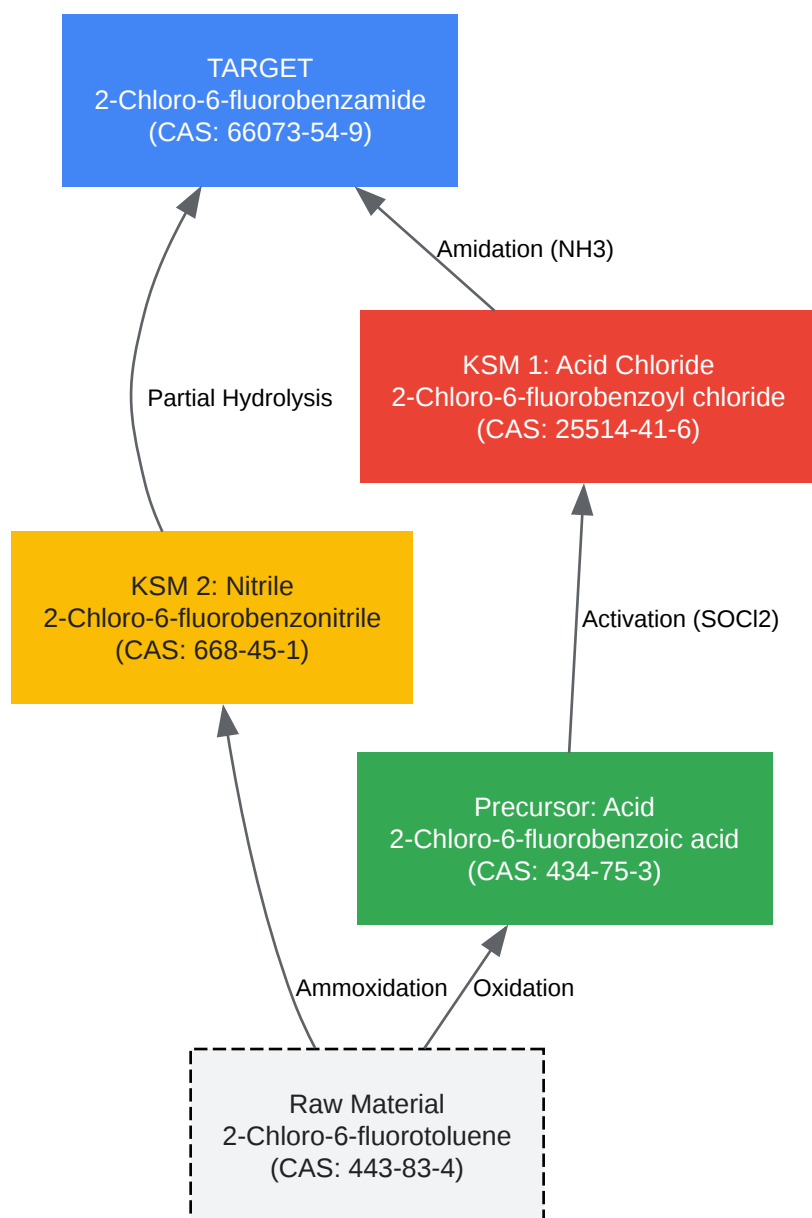 TARGET
2-Chloro-6-fluorobenzamide
(CAS: 66073-54-9)
Amidation (NH3)
KSM 1: Acid Chloride
2-Chloro-6-fluorobenzoyl chloride
(CAS: 25514-41-6)
Partial Hydrolysis
KSM 2: Nitrile
2-Chloro-6-fluorobenzonitrile
(CAS: 668-45-1)
Activation (SOCl2)
Precursor: Acid
2-Chloro-6-fluorobenzoic acid
(CAS: 434-75-3)
Ammoxidation
Oxidation
Raw Material
2-Chloro-6-fluorotoluene
(CAS: 443-83-4)